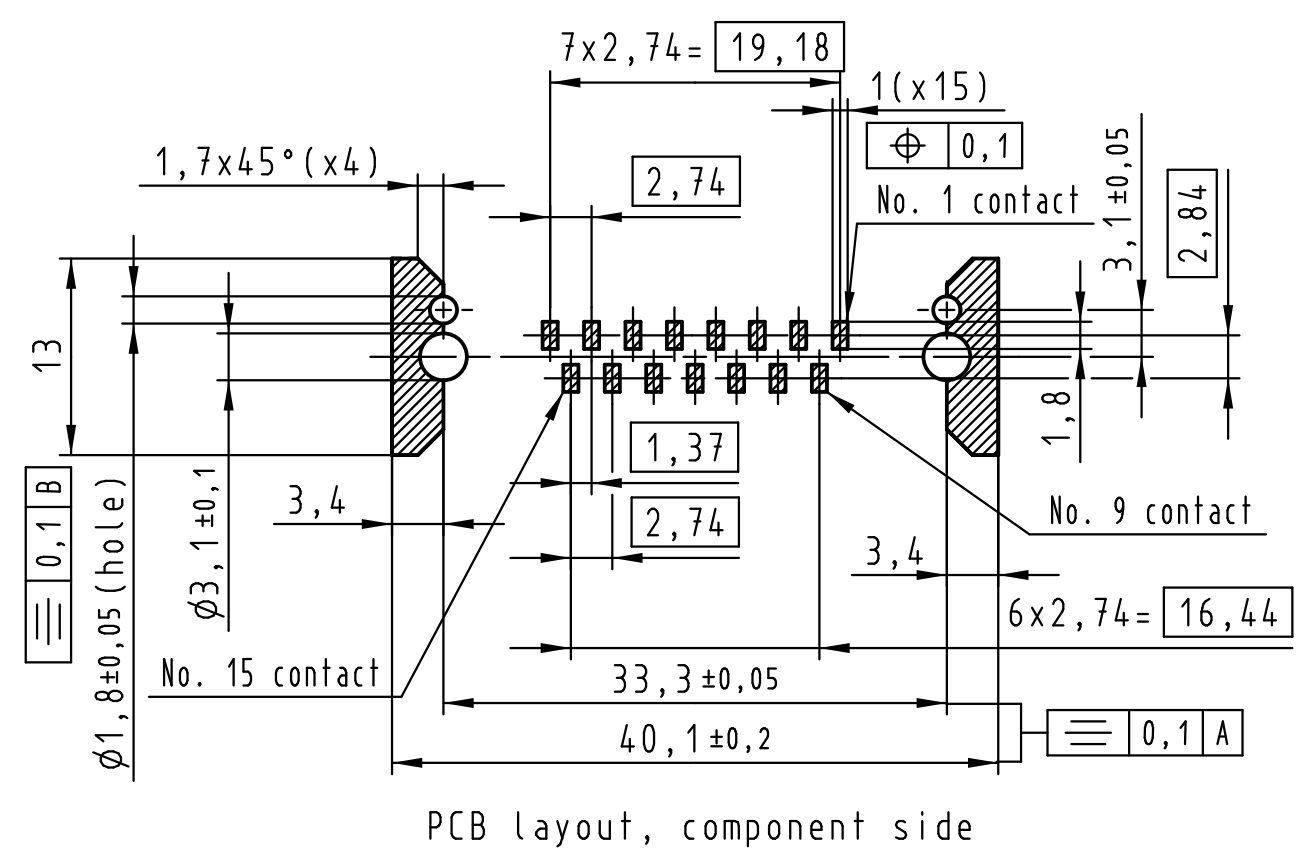 7x2,74= 19,18
1(x15)
0,1
1,7x45°(x4)
2,74
No. 1 contact
3,1±0,05
2,84
13
1,8
1,37
3,4
2,74
No. 9 contact
0,1 B
Ø1,8±0,05(hole)
Ø3,1±0,1
3,4
6x2,74= 16,44
No. 15 contact
33,3±0,05
40,1±0,2
0,1 A
PCB layout, component side